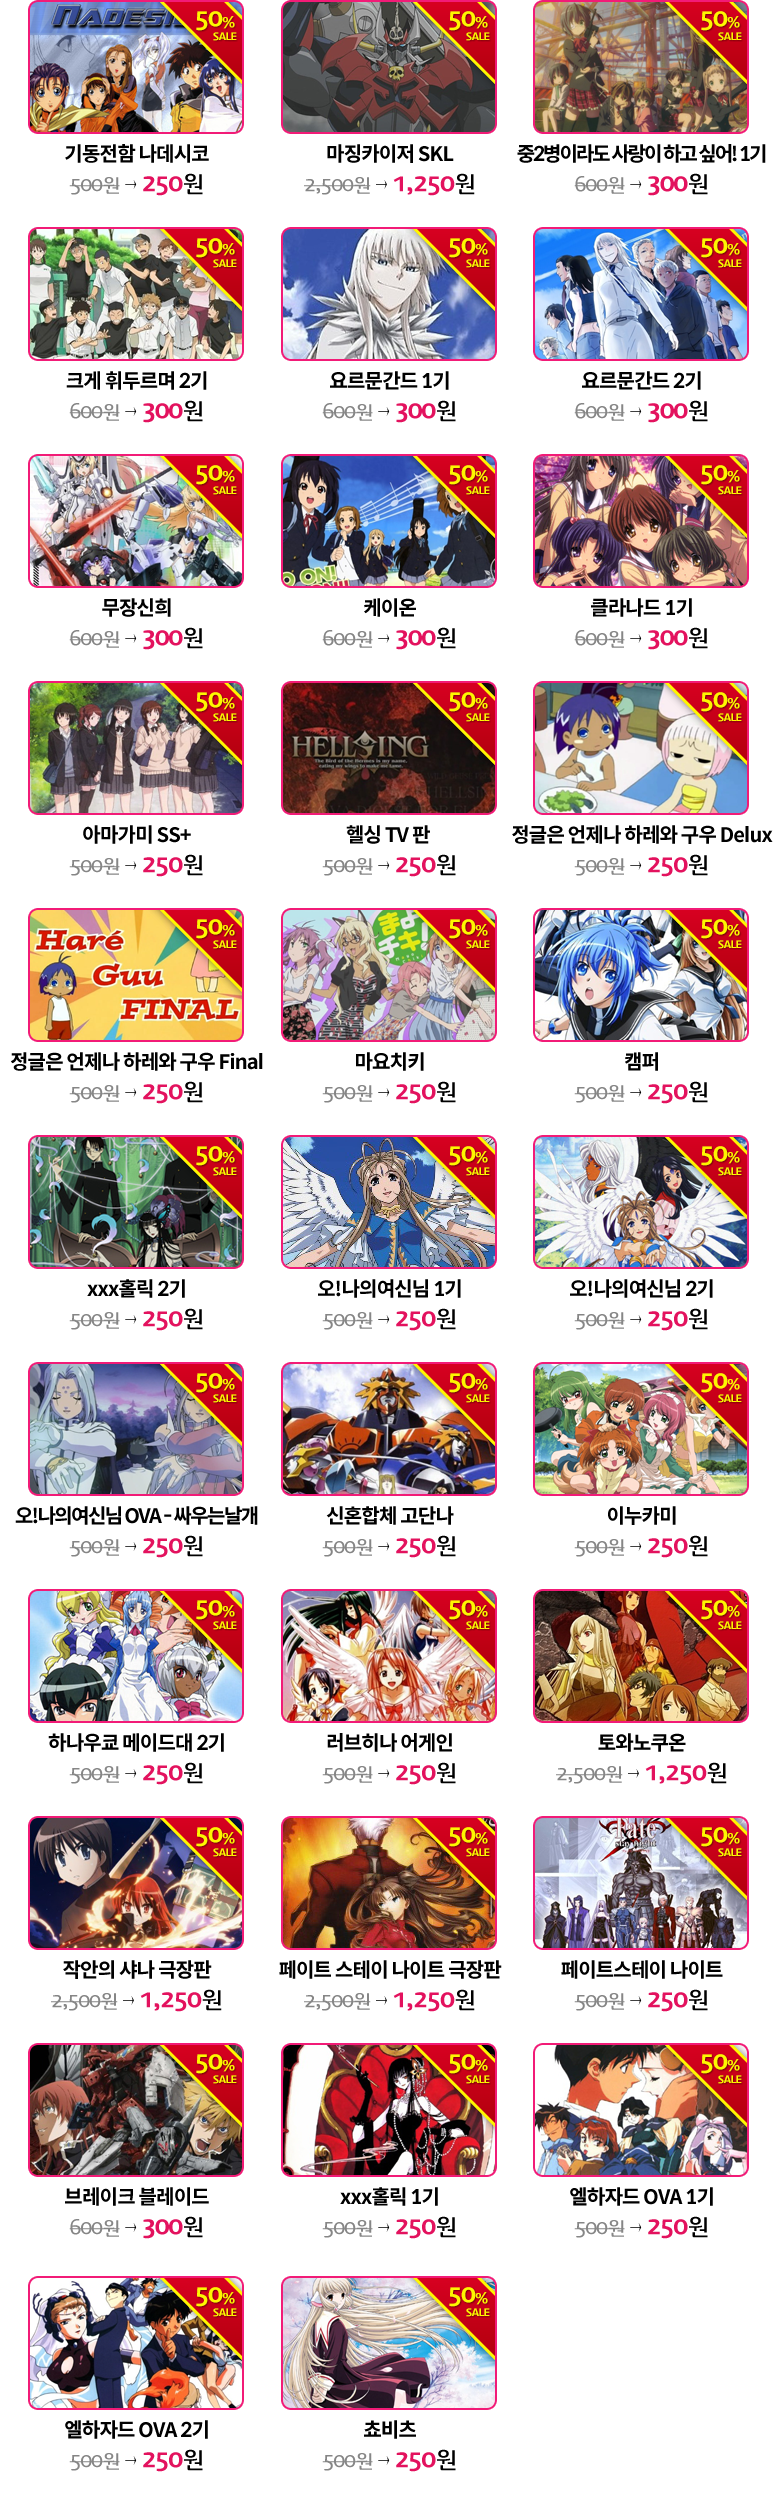 NADESI
50%
SALE
50%
SALE
50%
SALE
기동전함 나데시코
마징카이저 SKL
중2병이라도 사랑이 하고 싶어! 1기
500원 → 250원
2,500원 → 1,250원
600원 → 300원
50%
SALE
50%
SALE
50%
SALE
크게 휘두르며 2기
요르문간드 1기
요르문간드 2기
600원 → 300원
600원 → 300원
600원 → 300원
50%
SALE
50%
SALE
50%
SALE
O ON!
무장신희
케이온
클라나드 1기
600원 → 300원
600원 → 300원
600원 → 300원
50%
SALE
50%
SALE
50%
SALE
HELLSING
The Bird of the Hermes is my name,
eating my wings to make me tame.
아마가미 SS+
헬싱 TV 판
정글은 언제나 하레와 구우 Delux
500원 → 250원
500원 → 250원
500원 → 250원
50%
SALE
50%
SALE
50%
SALE
Haré
Guu
FINAL
まよ
チキ!
정글은 언제나 하레와 구우 Final
마요치키
캠퍼
500원 → 250원
500원 → 250원
500원 → 250원
50%
SALE
50%
SALE
50%
SALE
xxx홀릭 2기
오!나의여신님 1기
오!나의여신님 2기
500원 → 250원
500원 → 250원
500원 → 250원
50%
SALE
50%
SALE
50%
SALE
오!나의여신님 OVA - 싸우는날개
신혼합체 고단나
이누카미
500원 → 250원
500원 → 250원
500원 → 250원
50%
SALE
50%
SALE
50%
SALE
하나우쿄 메이드대 2기
러브히나 어게인
토와노쿠온
500원 → 250원
500원 → 250원
2,500원 → 1,250원
50%
SALE
50%
SALE
Fate
stay night
50%
SALE
작안의 샤나 극장판
페이트 스테이 나이트 극장판
페이트스테이 나이트
2,500원 → 1,250원
2,500원 → 1,250원
500원 → 250원
50%
SALE
50%
SALE
50%
SALE
브레이크 블레이드
xxx홀릭 1기
엘하자드 OVA 1기
600원 → 300원
500원 → 250원
500원 → 250원
50%
SALE
50%
SALE
엘하자드 OVA 2기
쵸비츠
500원 → 250원
500원 → 250원